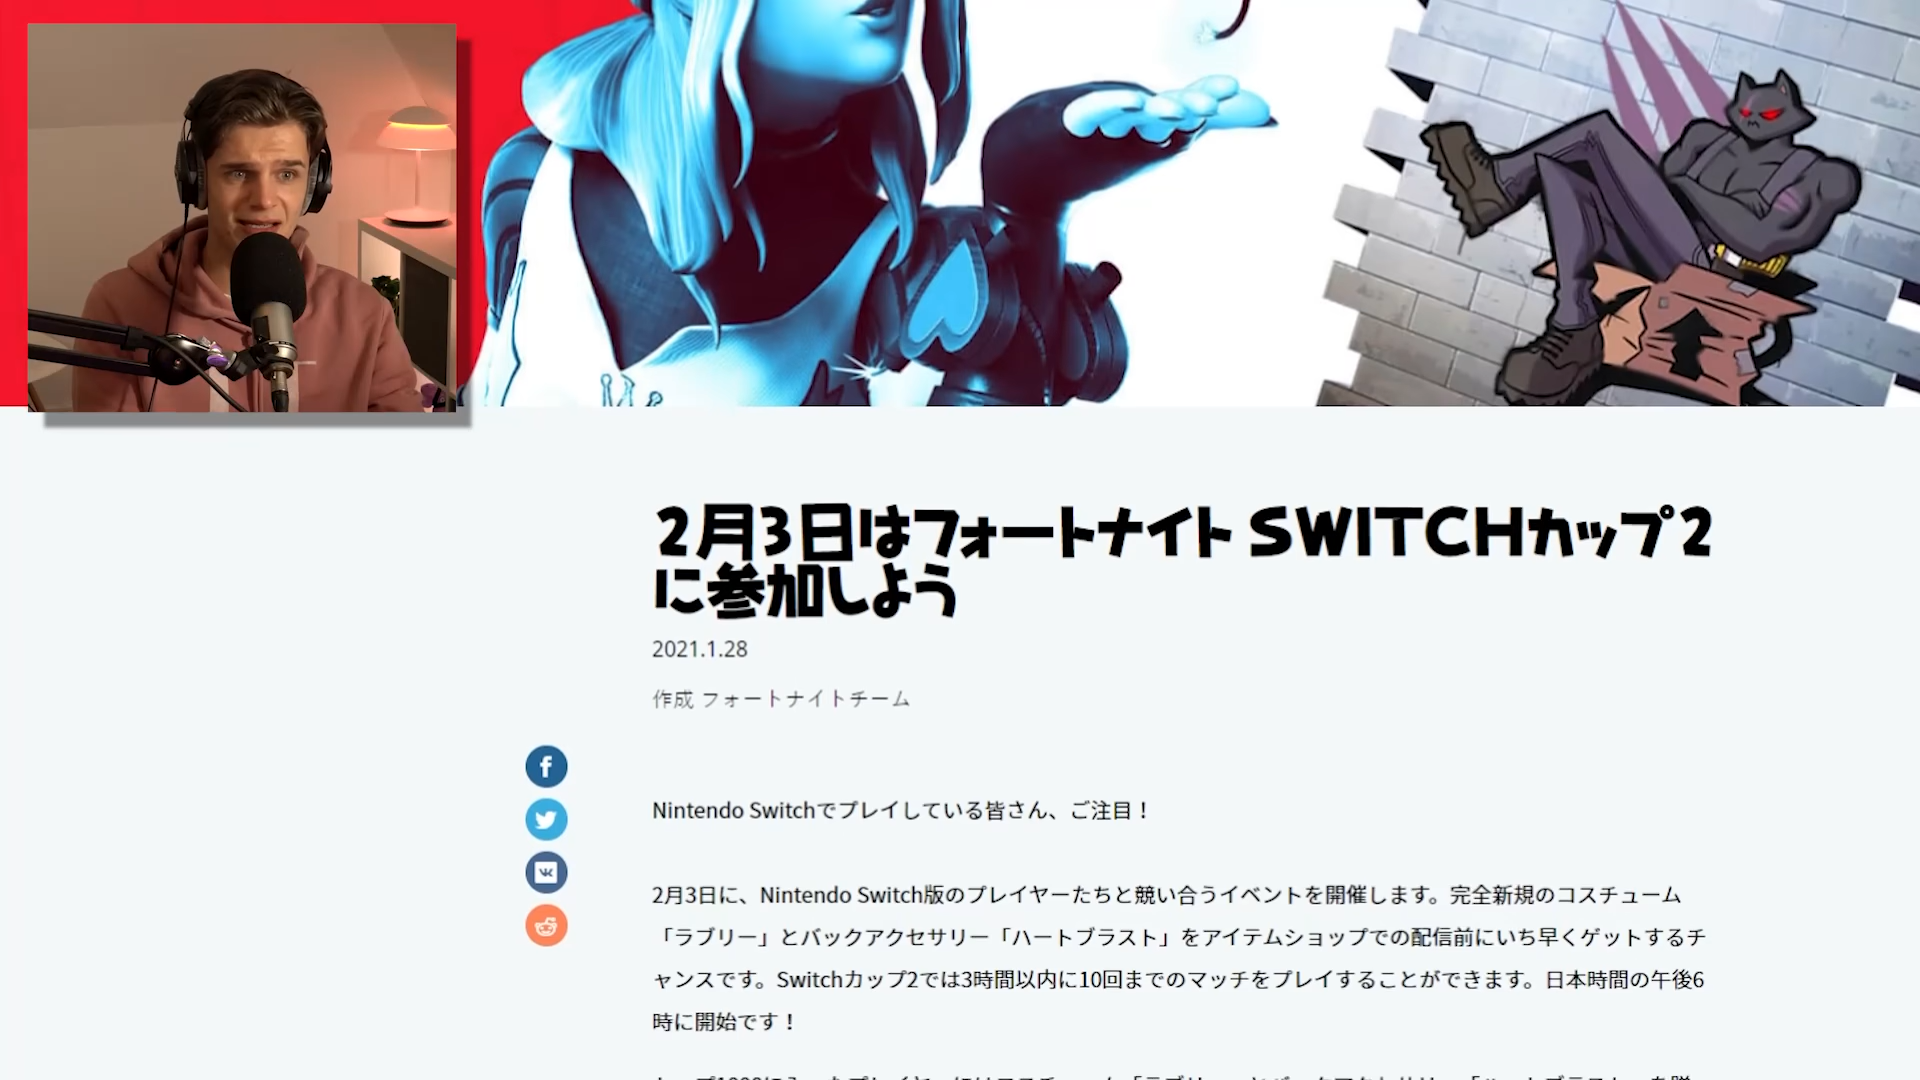 2月3日はフォートナイト SWITCHカップ 2
に参加しよう
2021.1.28
作成 フォートナイトチーム
Nintendo Switchでプレイしている皆さん、ご注目！
2月3日に、Nintendo Switch版のプレイヤーたちと競い合うイベントを開催します。完全新規のコスチューム
「ラブリー」とバックアクセサリー「ハートブラスト」をアイテムショップでの配信前にいち早くゲットするチ
ャンスです。Switchカップ2では3時間以内に10回までのマッチをプレイすることができます。日本時間の午後6
時に開始です！